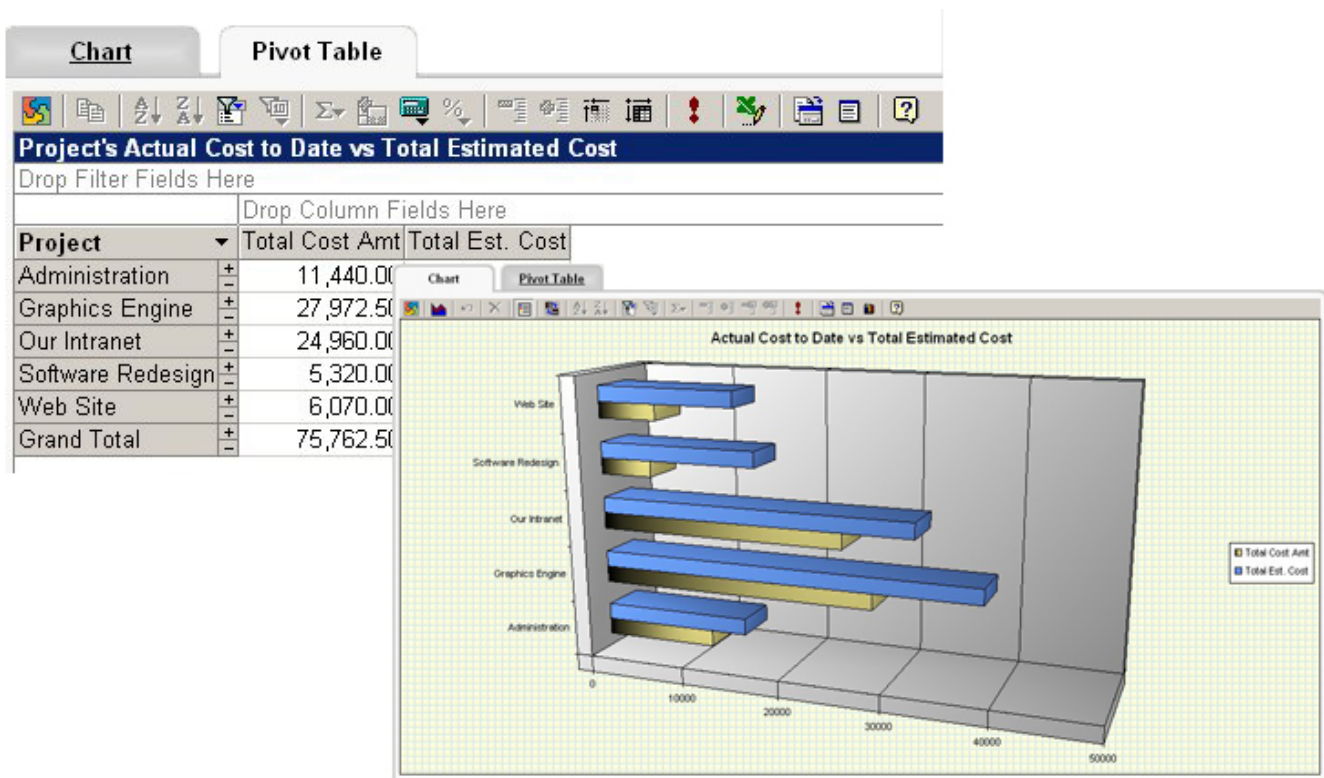 Chart Pivot Table
Project's Actual Cost to Date vs Total Estimated Cost
Drop Filter Fields Here
Drop Column Fields Here
Project Total Cost Amt Total Est. Cost
Administration 11,440.00
Graphics Engine 27,972.50
Our Intranet 24,960.00
Software Redesign 5,320.00
Web Site 6,070.00
Grand Total 75,762.50
Chart Pivot Table
Actual Cost to Date vs Total Estimated Cost
Web Site
Software Redesign
Our Intranet
Graphics Engine
Administration
0
10000
20000
30000
40000
50000
Total Cost Amt
Total Est. Cost